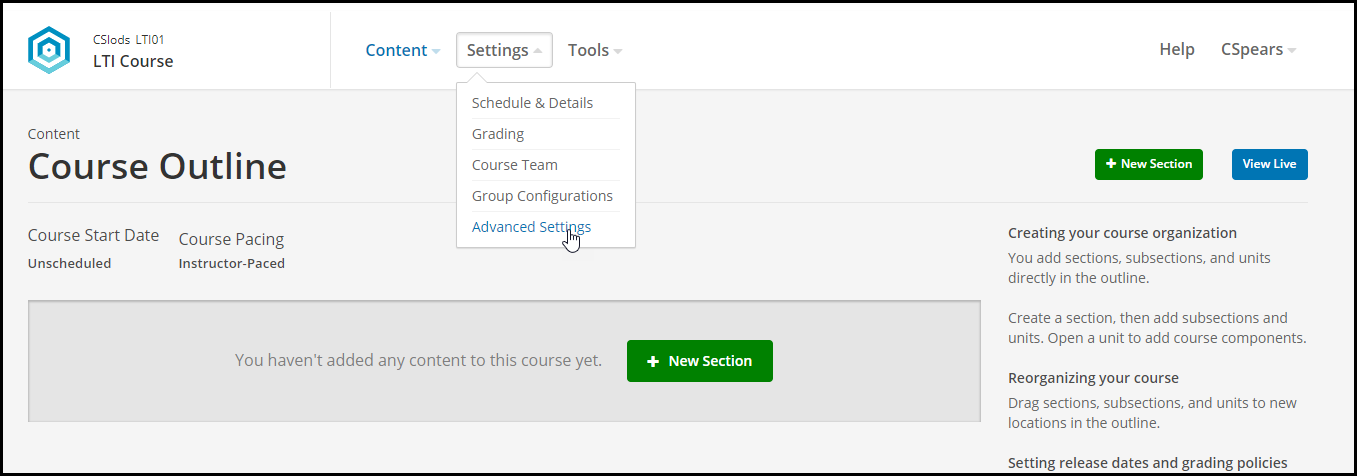 CSlods LTI01
LTI Course
Content
Settings
Tools
Help
CSpears
Schedule & Details
Grading
Course Team
Group Configurations
Advanced Settings
Content
Course Outline
New Section
View Live
Course Start Date
Unscheduled
Course Pacing
Instructor-Paced
You haven't added any content to this course yet.
New Section
Creating your course organization
You add sections, subsections, and units
directly in the outline.
Create a section, then add subsections and
units. Open a unit to add course components.
Reorganizing your course
Drag sections, subsections, and units to new
locations in the outline.
Setting release dates and grading policies